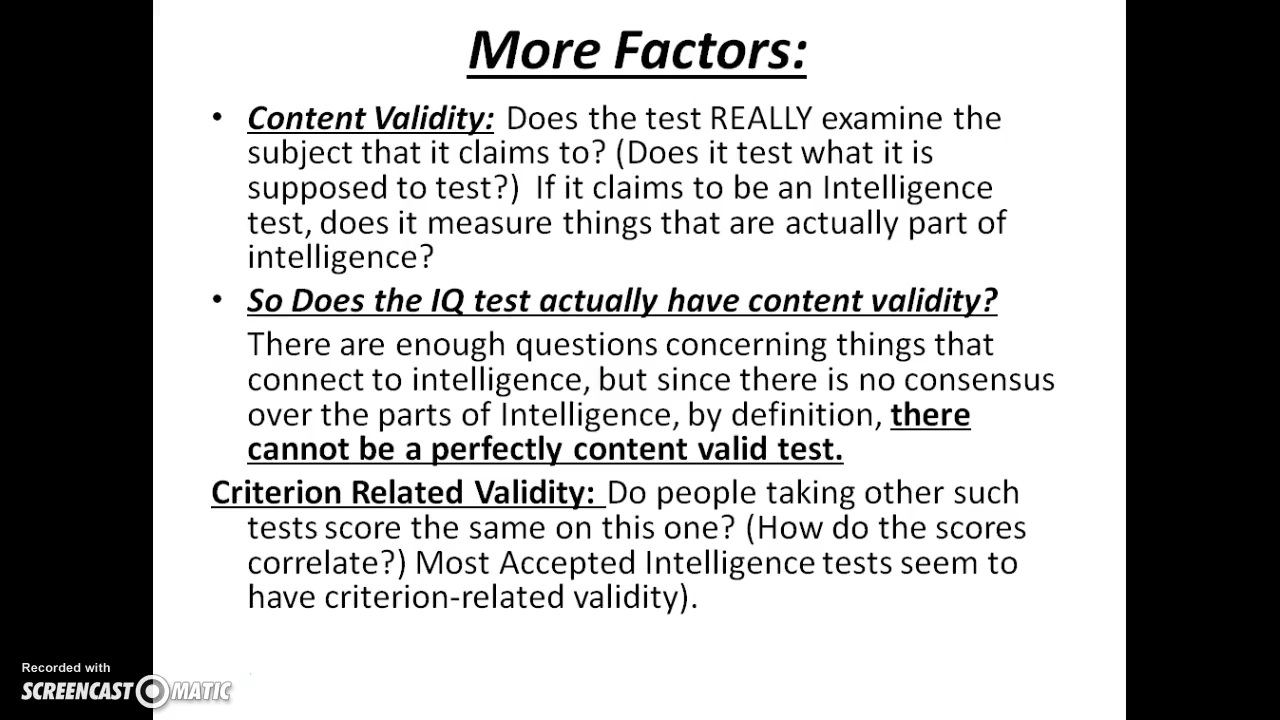 More Factors:
• Content Validity: Does the test REALLY examine the
subject that it claims to? (Does it test what it is
supposed to test?) If it claims to be an Intelligence
test, does it measure things that are actually part of
intelligence?
• So Does the IQ test actually have content validity?
There are enough questions concerning things that
connect to intelligence, but since there is no consensus
over the parts of Intelligence, by definition, there
cannot be a perfectly content valid test.
Criterion Related Validity: Do people taking other such
tests score the same on this one? (How do the scores
correlate?) Most Accepted Intelligence tests seem to
have criterion-related validity).
Recorded with
SCREENCAST-O-MATIC